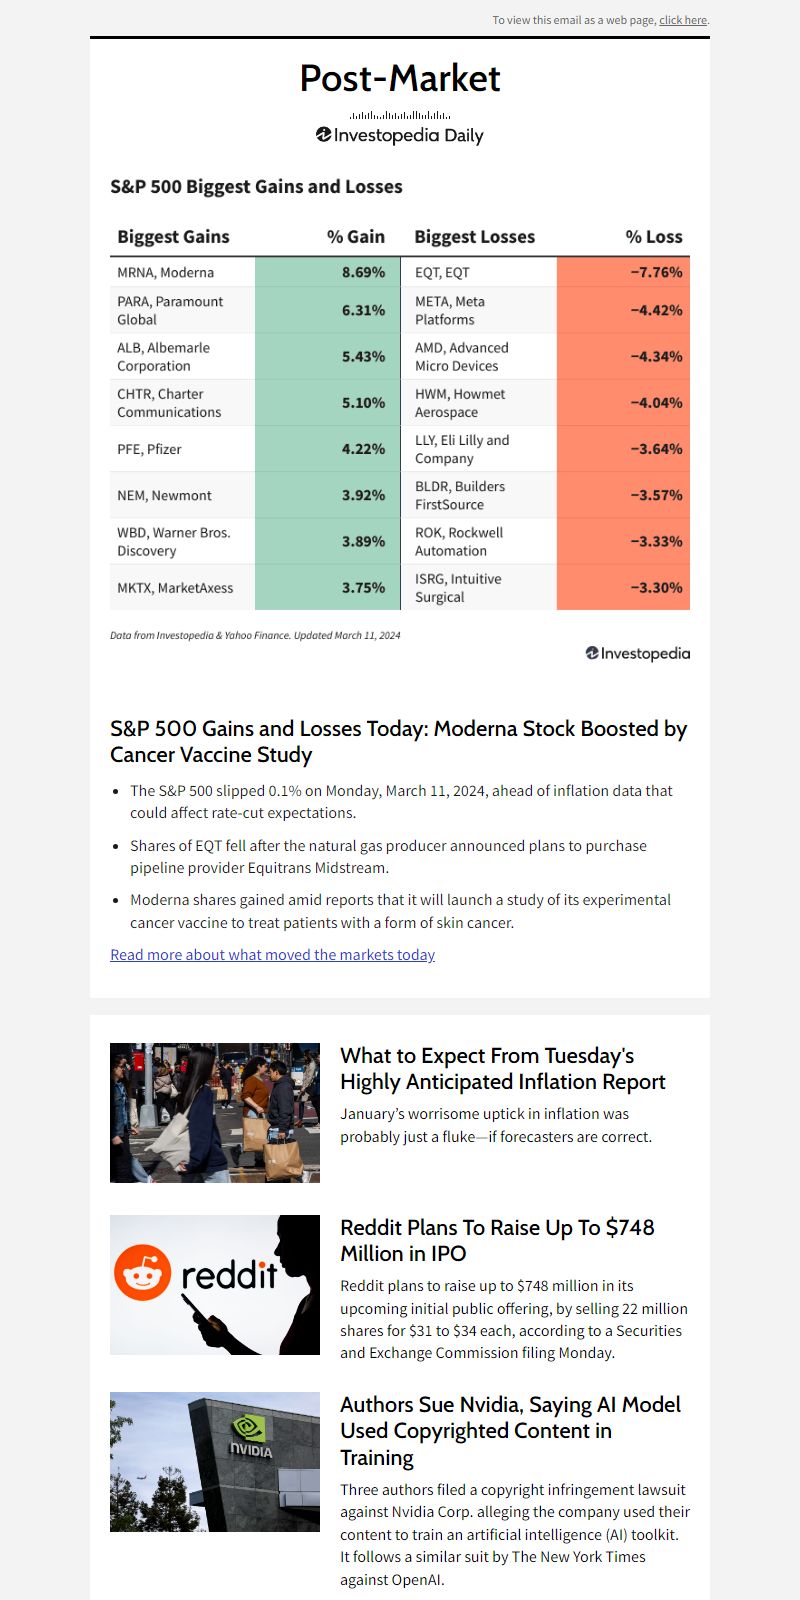 To view this email as a web page, click here.
Post-Market
Investopedia Daily
S&P 500 Biggest Gains and Losses
Biggest Gains % Gain Biggest Losses % Loss
MRNA, Moderna 8.69% EQT, EQT −7.76%
PARA, Paramount Global 6.31% META, Meta Platforms −4.42%
ALB, Albemarle Corporation 5.43% AMD, Advanced Micro Devices −4.34%
CHTR, Charter Communications 5.10% HWM, Howmet Aerospace −4.04%
PFE, Pfizer 4.22% LLY, Eli Lilly and Company −3.64%
NEM, Newmont 3.92% BLDR, Builders FirstSource −3.57%
WBD, Warner Bros. Discovery 3.89% ROK, Rockwell Automation −3.33%
MKTX, MarketAxess 3.75% ISRG, Intuitive Surgical −3.30%
Data from Investopedia & Yahoo Finance. Updated March 11, 2024
Investopedia
S&P 500 Gains and Losses Today: Moderna Stock Boosted by
Cancer Vaccine Study
• The S&P 500 slipped 0.1% on Monday, March 11, 2024, ahead of inflation data that
could affect rate-cut expectations.
• Shares of EQT fell after the natural gas producer announced plans to purchase
pipeline provider Equitrans Midstream.
• Moderna shares gained amid reports that it will launch a study of its experimental
cancer vaccine to treat patients with a form of skin cancer.
Read more about what moved the markets today
What to Expect From Tuesday's
Highly Anticipated Inflation Report
January’s worrisome uptick in inflation was
probably just a fluke—if forecasters are correct.
reddit
Reddit Plans To Raise Up To $748
Million in IPO
Reddit plans to raise up to $748 million in its
upcoming initial public offering, by selling 22 million
shares for $31 to $34 each, according to a Securities
and Exchange Commission filing Monday.
NVIDIA
Authors Sue Nvidia, Saying AI Model
Used Copyrighted Content in
Training
Three authors filed a copyright infringement lawsuit
against Nvidia Corp. alleging the company used their
content to train an artificial intelligence (AI) toolkit.
It follows a similar suit by The New York Times
against OpenAI.